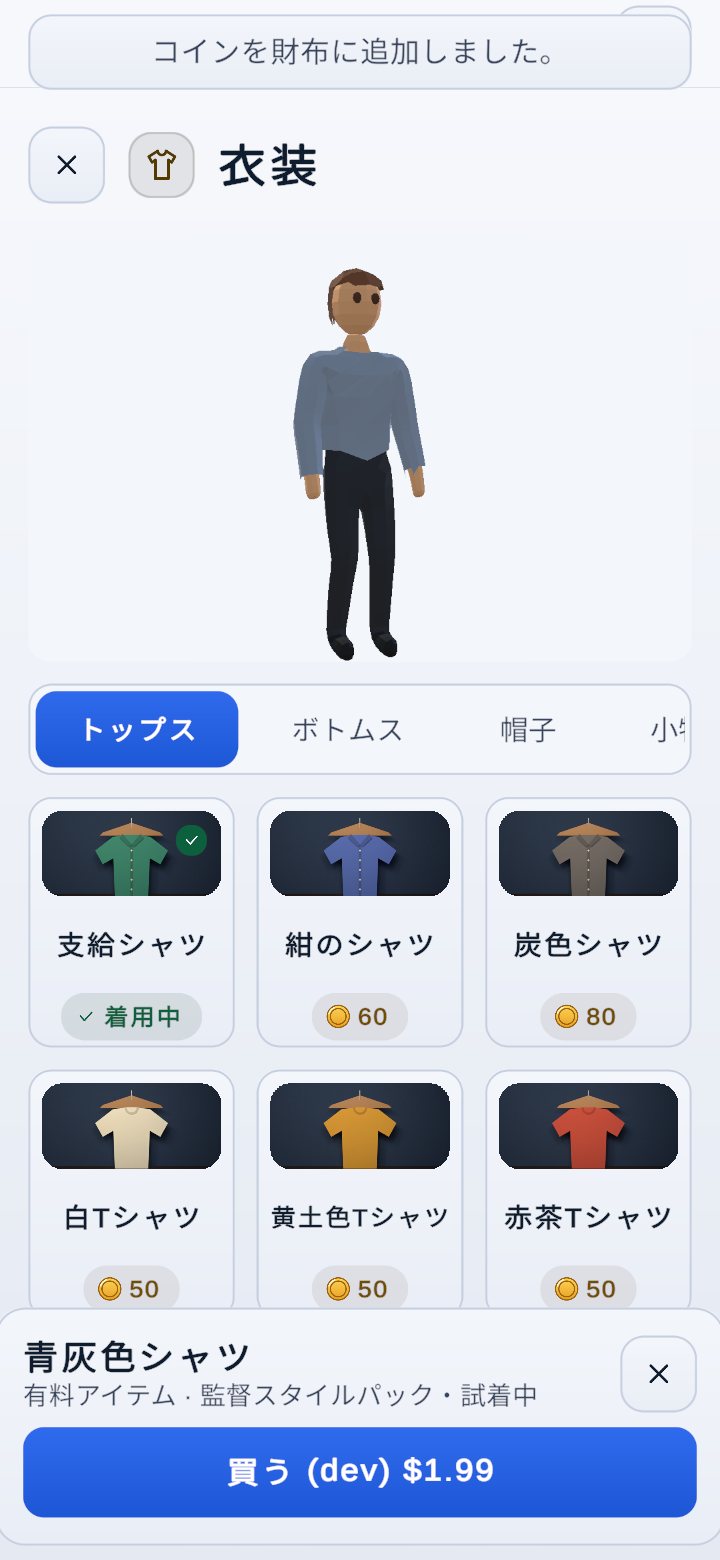 コインを財布に追加しました。
衣装
トップス
ボトムス
帽子
小
支給シャツ
紺のシャツ
炭色シャツ
着用中
60
80
白Tシャツ
黄土色Tシャツ
赤茶Tシャツ
50
50
50
青灰色シャツ
有料アイテム · 監督スタイルパック・試着中
買う (dev) $1.99